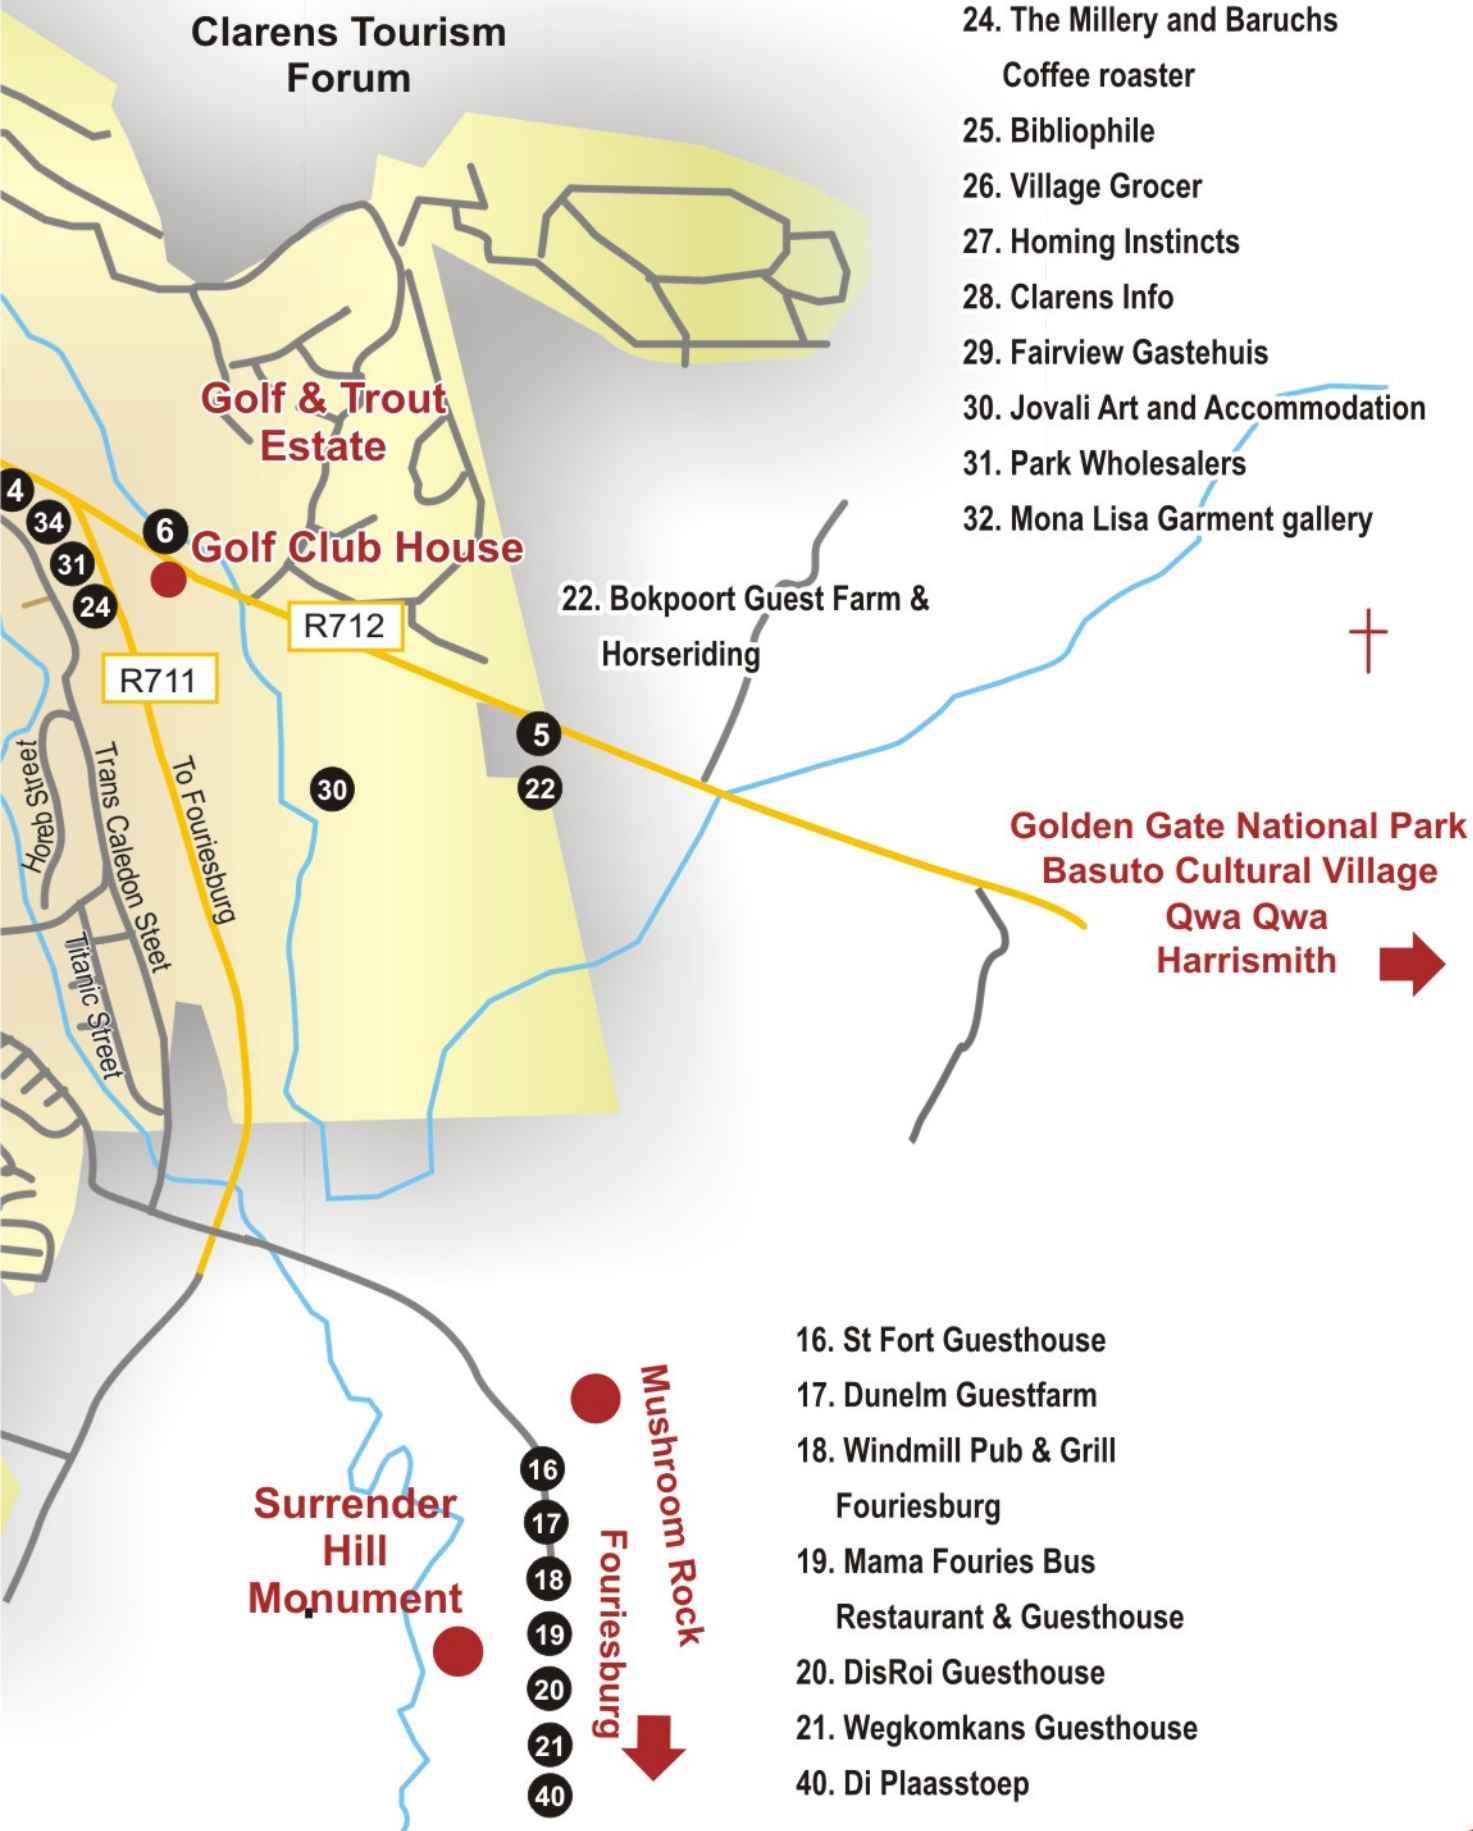 Clarens Tourism
Forum
24. The Millery and Baruchs
Coffee roaster
25. Bibliophile
26. Village Grocer
27. Homing Instincts
28. Clarens Info
29. Fairview Gastehuis
30. Jovali Art and Accommodation
31. Park Wholesalers
32. Mona Lisa Garment gallery
Golf & Trout
Estate
4
34
31
24
6
Golf Club House
R712
R711
22. Bokpoort Guest Farm &
Horseriding
5
22
30
Horeb Street
Trans Caledon Steet
To Fouriesburg
Titanic Street
Golden Gate National Park
Basuto Cultural Village
Qwa Qwa
Harrismith
16. St Fort Guesthouse
17. Dunelm Guestfarm
18. Windmill Pub & Grill
Fouriesburg
19. Mama Fouries Bus
Restaurant & Guesthouse
20. DisRoi Guesthouse
21. Wegkomkans Guesthouse
40. Di Plaasstoep
Mushroom Rock
Fouriesburg
Surrender
Hill
Monument
16
17
18
19
20
21
40